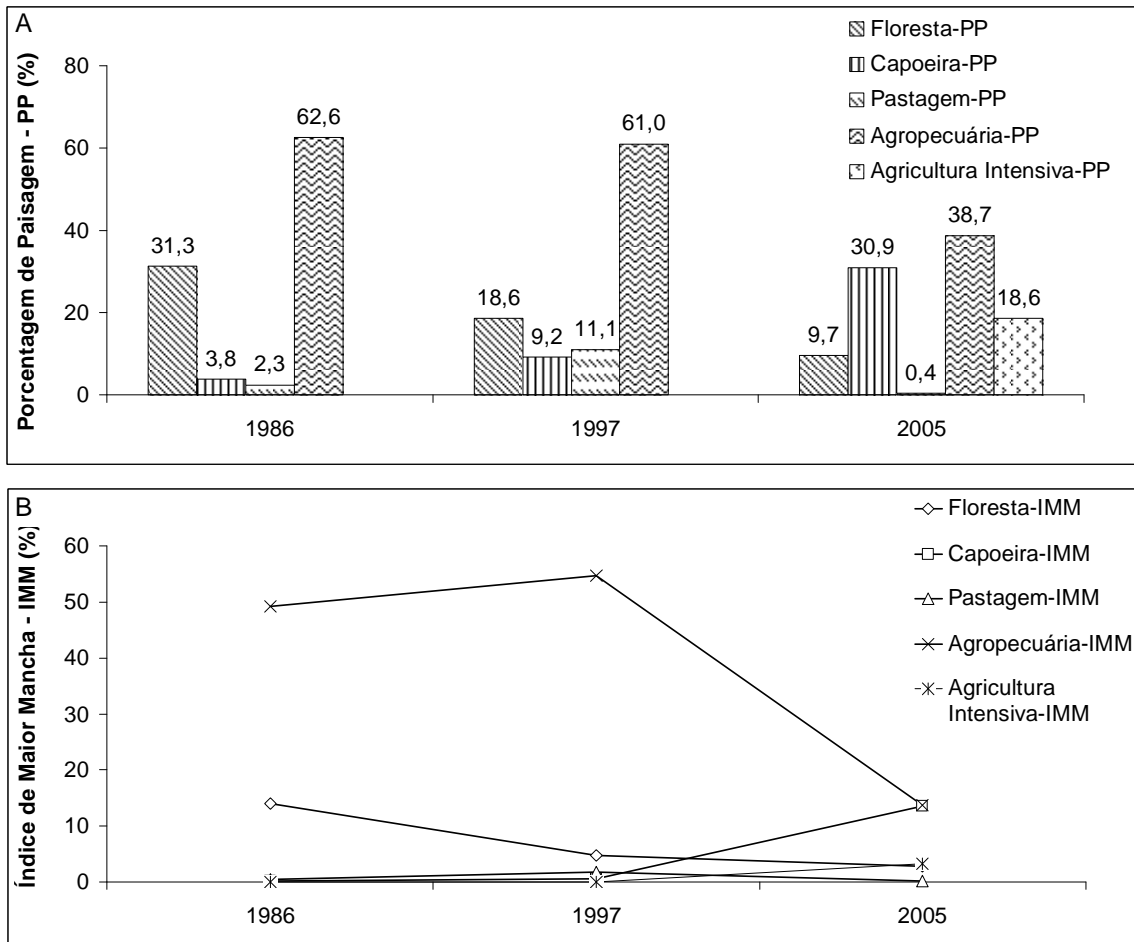 A
Porcentagem de Paisagem - PP (%)
Floresta-PP
Capoeira-PP
Pastagem-PP
Agropecuária-PP
Agricultura Intensiva-PP
80
60
40
20
0
31,3
3,8
2,3
62,6
18,6
9,2
11,1
61,0
9,7
30,9
0,4
38,7
18,6
1986
1997
2005
B
Índice de Maior Mancha - IMM (%)
Floresta-IMM
Capoeira-IMM
Pastagem-IMM
Agropecuária-IMM
Agricultura
Intensiva-IMM
60
50
40
30
20
10
0
1986
1997
2005